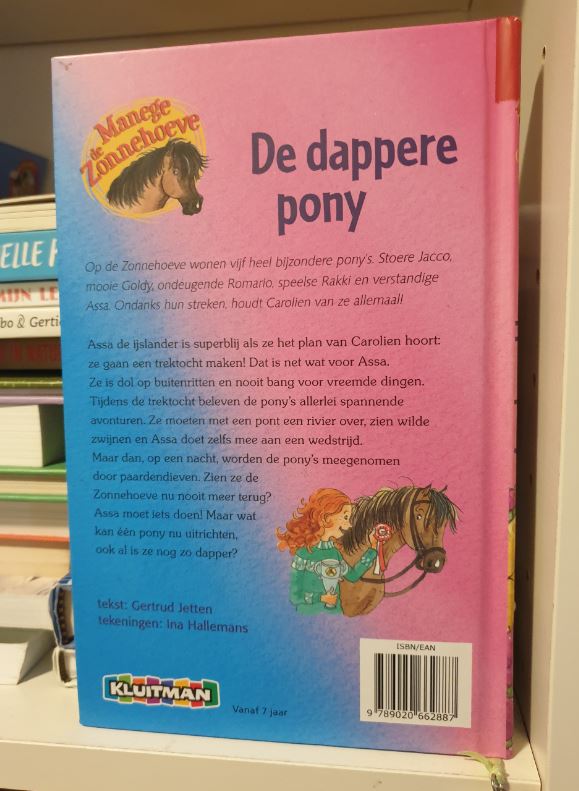 Manege
de
Zonnehoeve
De dappere
pony
Op de Zonnehoeve wonen vijf heel bijzondere pony's. Stoere Jacco,
mooie Goldy, ondeugende Romario, speelse Rakki en verstandige
Assa. Ondanks hun streken, houdt Carolien van ze allemaal!
Assa de ijslander is superblij als ze het plan van Carolien hoort:
ze gaan een trektocht maken! Dat is net wat voor Assa.
Ze is dol op buitenritten en nooit bang voor vreemde dingen.
Tijdens de trektocht beleven de pony's allerlei spannende
avonturen. Ze moeten met een pont een rivier over, zien wilde
zwijnen en Assa doet zelfs mee aan een wedstrijd.
Maar dan, op een nacht, worden de pony's meegenomen
door paardendieven. Zien ze de
Zonnehoeve nu nooit meer terug?
Assa moet iets doen! Maar wat
kan één pony nu uitrichten,
ook al is ze nog zo dapper?
tekst: Gertrud Jetten
tekeningen: Ina Hallemans
KLUITMAN
Vanaf 7 jaar
ISBN/EAN
9 789020 662887
ELLE
MIJN LE
bo & Gertie